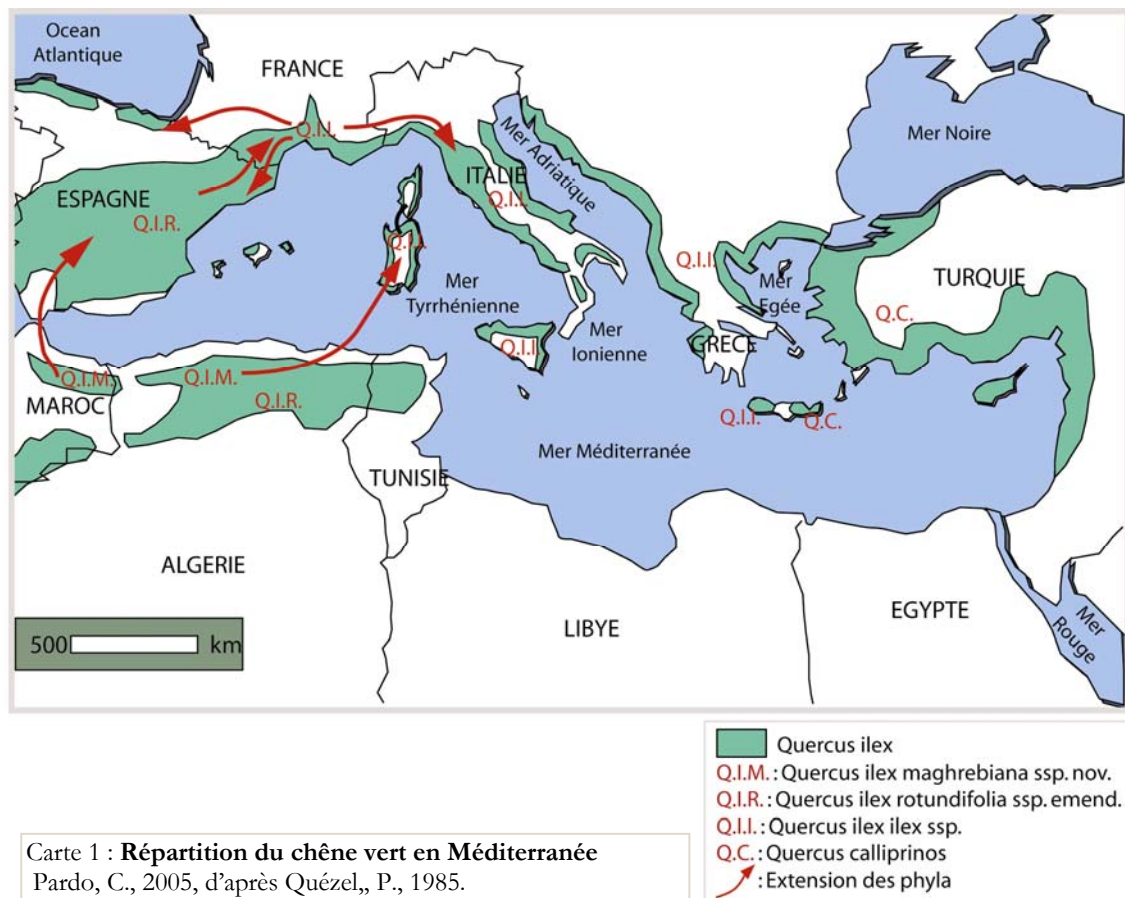 Ocean
Atlantique
FRANCE
Mer Noire
Q.I.I.
Mer Adriatique
ITALIE
Q.I.I.
ESPAGNE
Q.I.R.
Q.I.I.
Q.I.I.
Mer
Tyrrhénienne
Mer
Egée
TURQUIE
Q.C.
Mer
Ionienne
GRECE
Q.I.I.
Q.I.M.
Q.I.M.
MAROC
Q.I.R.
Q.I.I.
Q.C.
Mer Méditerranée
TUNISIE
ALGERIE
LIBYE
EGYPTE
Mer
Rouge
500 km
Quercus ilex
Q.I.M. : Quercus ilex maghrebiana ssp. nov.
Q.I.R. : Quercus ilex rotundifolia ssp. emend.
Q.I.I. : Quercus ilex ilex ssp.
Q.C. : Quercus calliprinos
: Extension des phyla
Carte 1 : Répartition du chêne vert en Méditerranée
Pardo, C., 2005, d'après Quézel,, P., 1985.